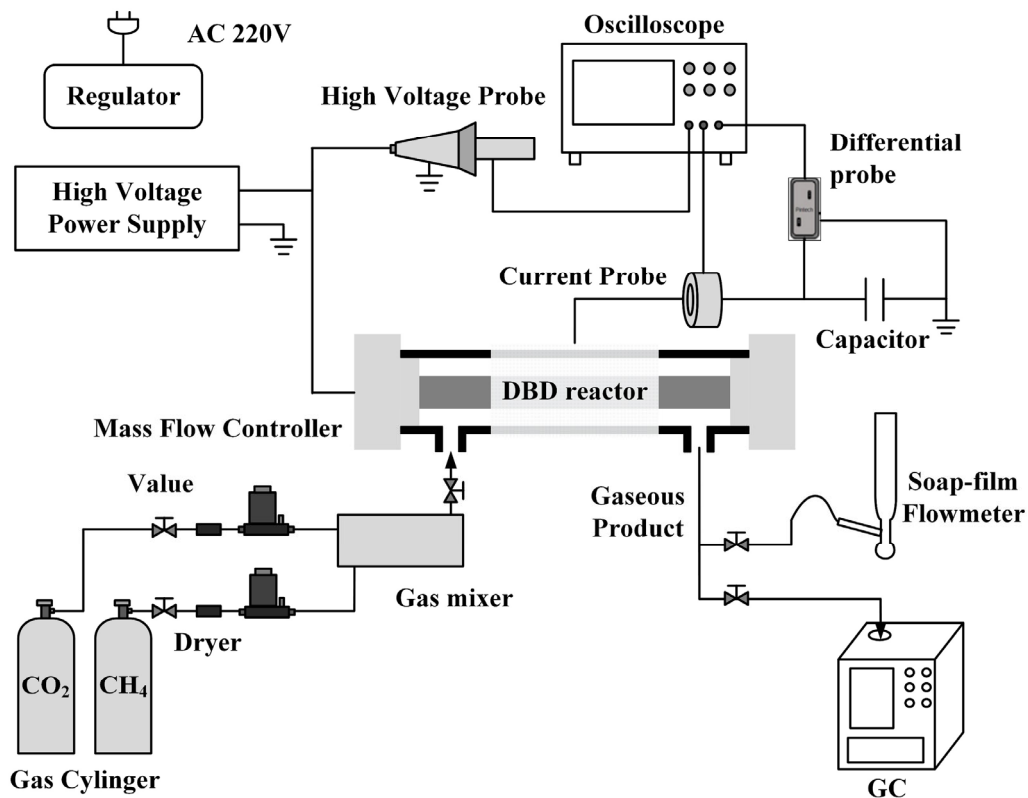 AC 220V
Oscilloscope
Regulator
High Voltage Probe
Differential
probe
High Voltage
Power Supply
Pintech
Current Probe
Capacitor
DBD reactor
Mass Flow Controller
Value
Gaseous
Product
Soap-film
Flowmeter
Gas mixer
Dryer
CO₂
CH₄
Gas Cylinger
GC